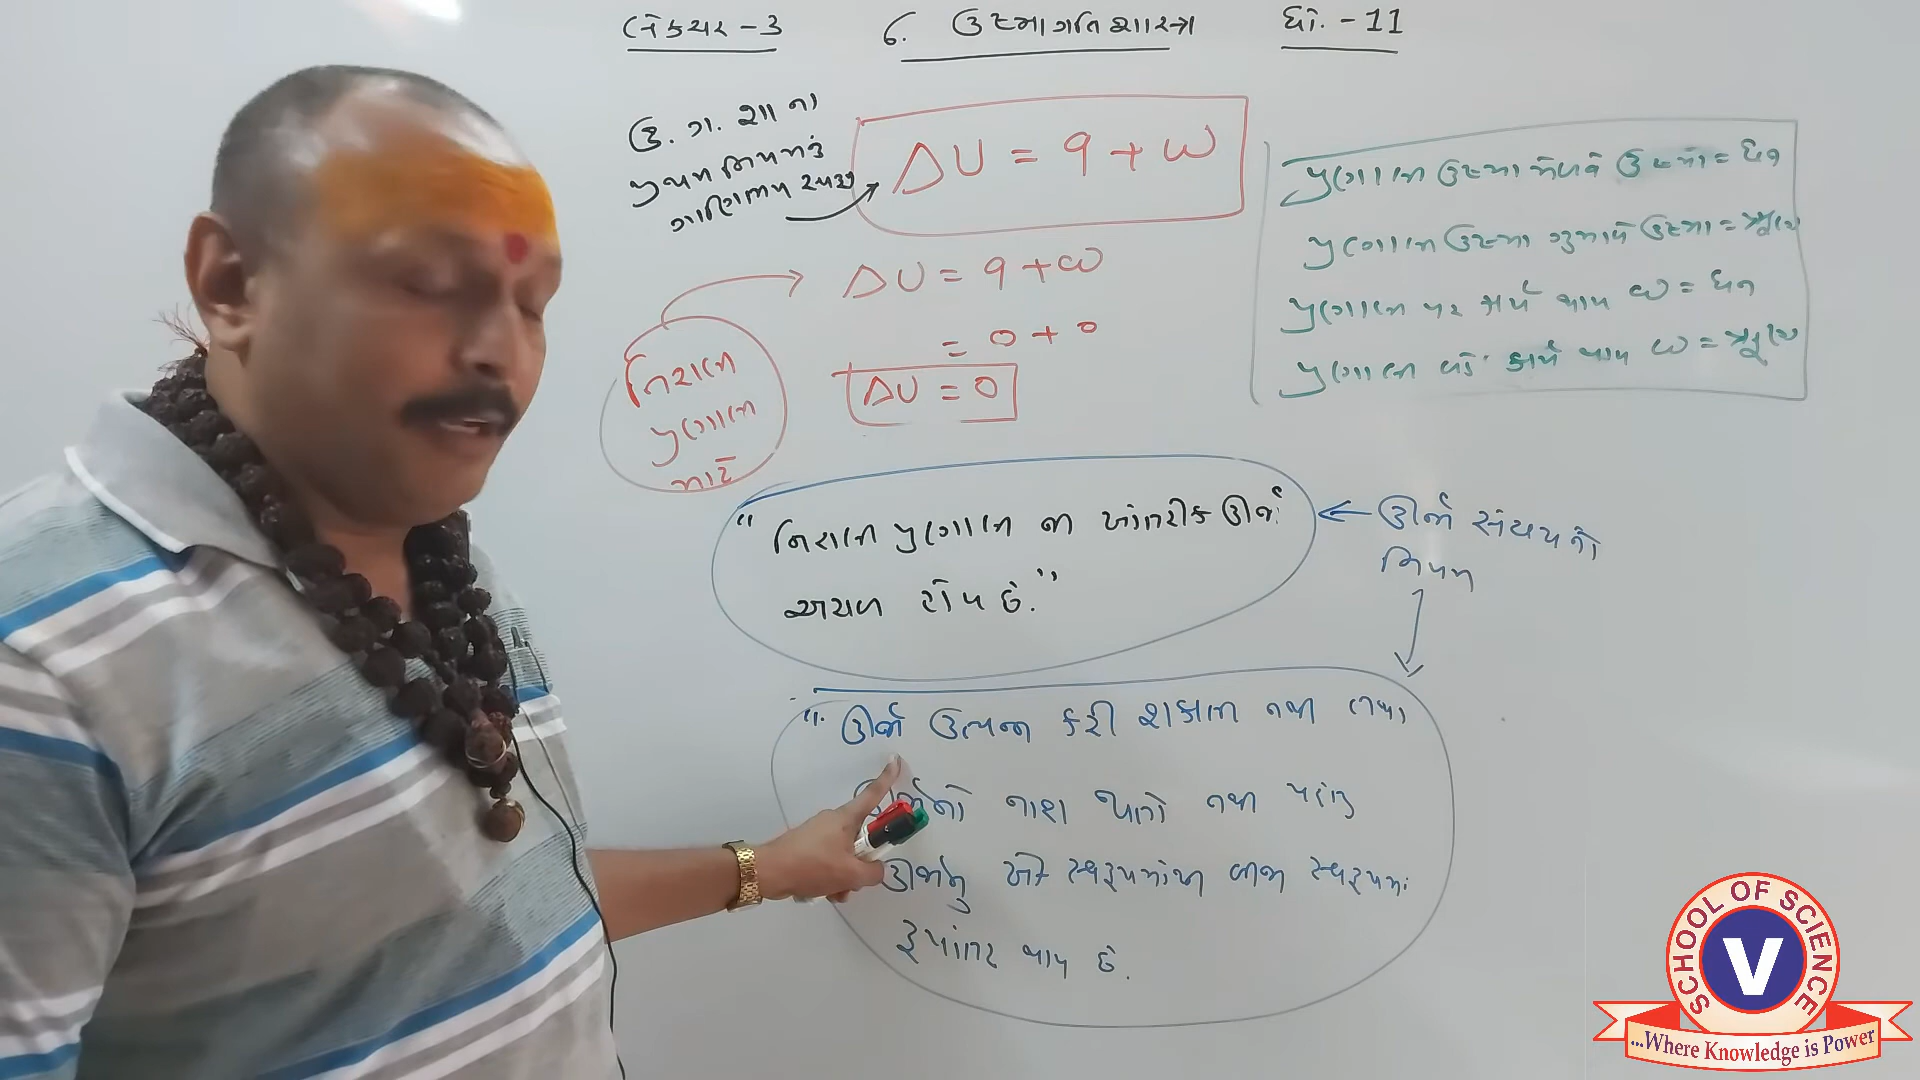 લેકચર - 3
6. ઉષ્માગતિશાસ્ત્ર
ધો. - 11
ઉ. ગ. શા ના
પ્રથમ નિયમનું
ગાણિતિક સ્વરૂપ
ΔU = q + w
ΔU = q + w
= 0 + 0
ΔU = 0
નિરાળી
પ્રણાલી
માટે
પ્રણાલી ઉષ્મા મેળવે ઉષ્મા = ધન
પ્રણાલી ઉષ્મા ગુમાવે ઉષ્મા = ઋણ
પ્રણાલી પર કાર્ય થાય w = ધન
પ્રણાલી વડે કાર્ય થાય w = ઋણ
"નિરાળી પ્રણાલી ની આંતરીક ઊર્જા
અચળ હોય છે."
ઊર્જા સંચયનો
નિયમ
"ઊર્જા ઉત્પન્ન કરી શકાતી નથી તથા
ઊર્જાનો નાશ થતો નથી પરંતુ
ઊર્જાનું એક સ્વરૂપમાંથી બીજા સ્વરૂપમાં
રૂપાંતર થાય છે.
SCHOOL OF SCIENCE
V
...Where Knowledge is Power